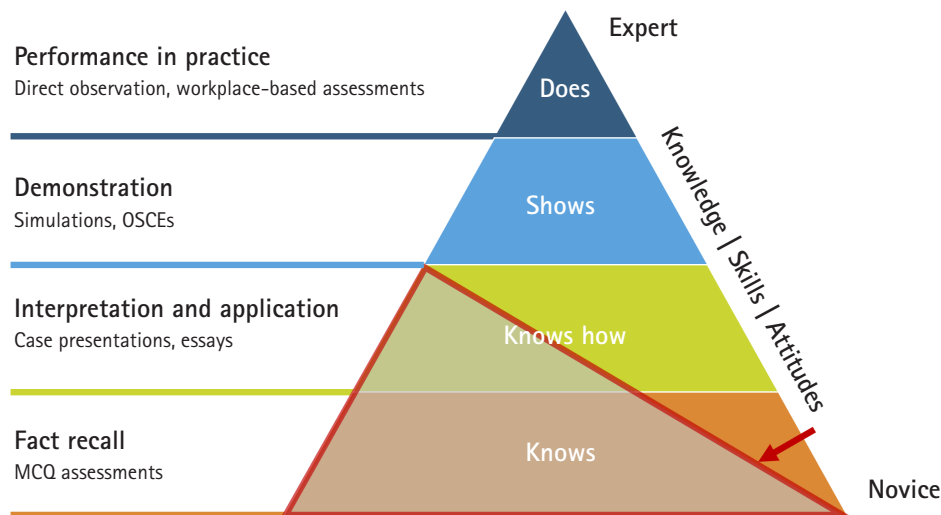 Expert
Performance in practice
Direct observation, workplace-based assessments
Does
Demonstration
Simulations, OSCEs
Shows
Knowledge | Skills | Attitudes
Interpretation and application
Case presentations, essays
Knows how
Fact recall
MCQ assessments
Knows
Novice